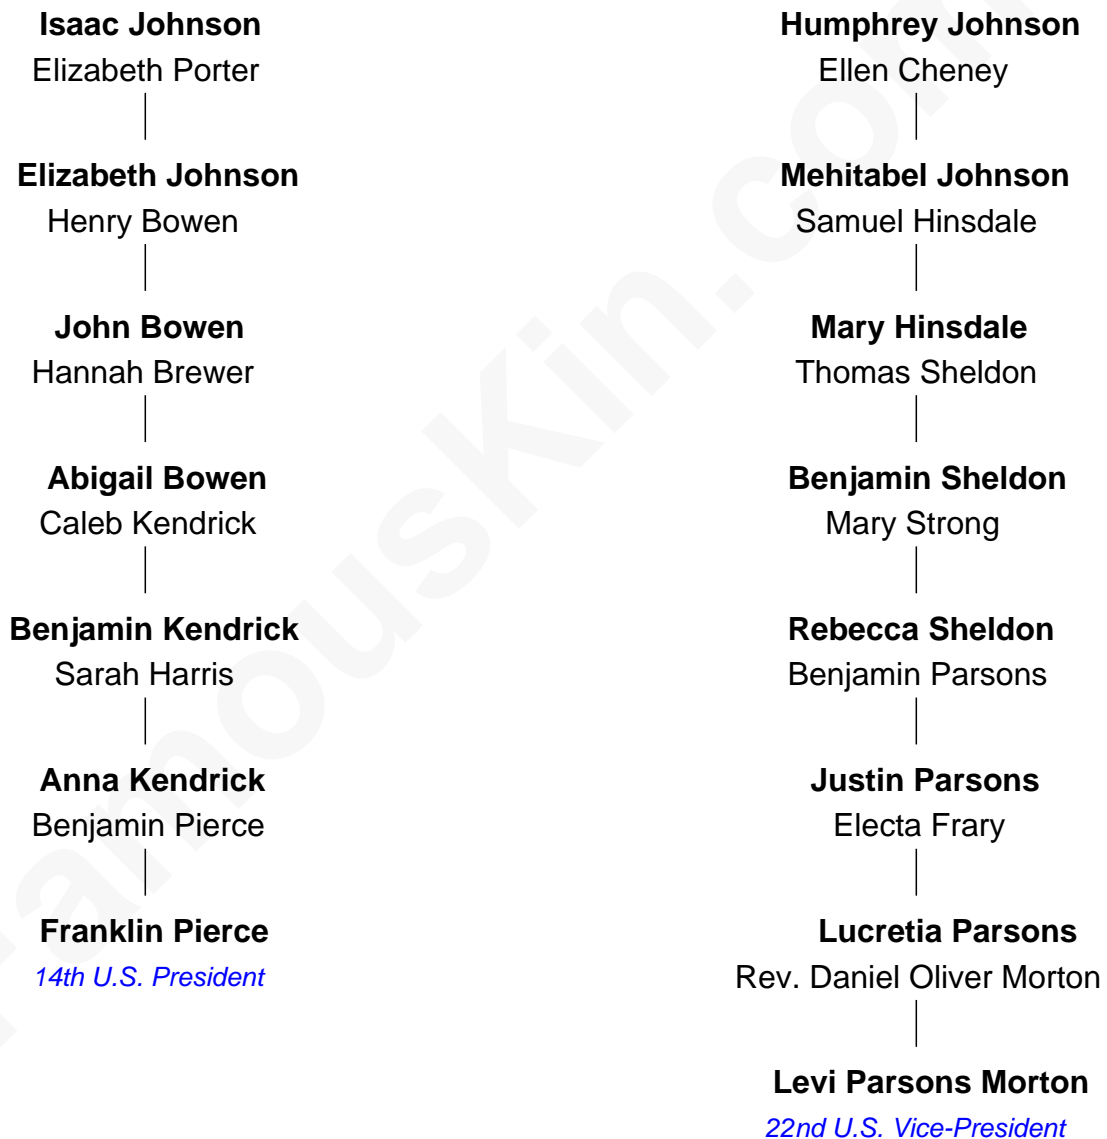 Isaac Johnson
Elizabeth Porter
Elizabeth Johnson
Henry Bowen
John Bowen
Hannah Brewer
Abigail Bowen
Caleb Kendrick
Benjamin Kendrick
Sarah Harris
Anna Kendrick
Benjamin Pierce
Franklin Pierce
14th U.S. President
Humphrey Johnson
Ellen Cheney
Mehitabel Johnson
Samuel Hinsdale
Mary Hinsdale
Thomas Sheldon
Benjamin Sheldon
Mary Strong
Rebecca Sheldon
Benjamin Parsons
Justin Parsons
Electa Frary
Lucretia Parsons
Rev. Daniel Oliver Morton
Levi Parsons Morton
22nd U.S. Vice-President
FamousKin.com